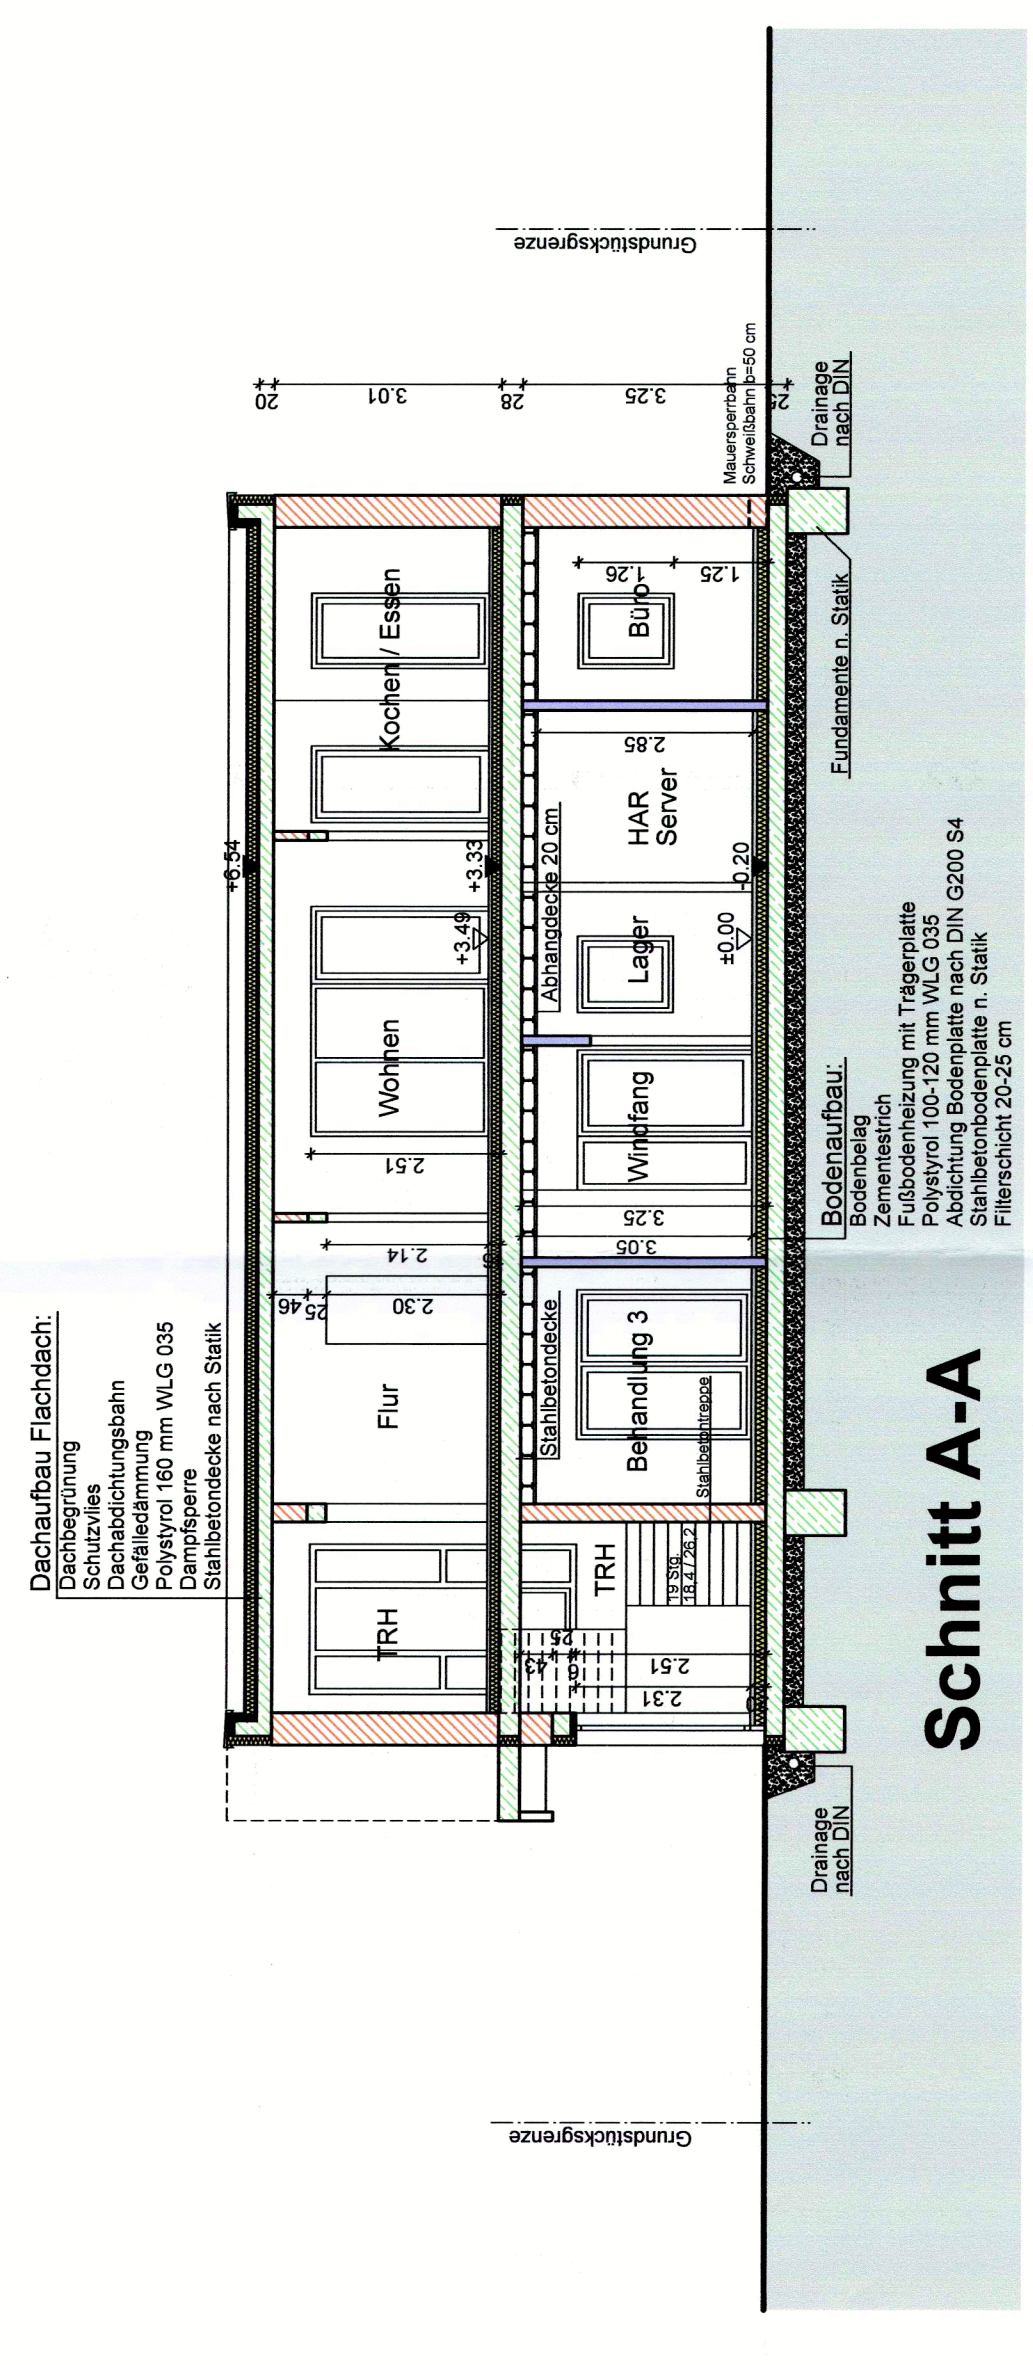 Dachaufbau Flachdach:
Dachbegrünung
Schutzvlies
Dachabdichtungsbahn
Gefälledämmung
Polystyrol 160 mm WLG 035
Dampfsperre
Stahlbetondecke nach Statik
+6.54
TRH
Flur
Wohnen
Kochen / Essen
46
25
2.30
2.14
2.51
+3.49
+3.33
20
3.01
28
3.25
25
Grundstücksgrenze
Grundstücksgrenze
Stahlbetondecke
Abhangdecke 20 cm
TRH
Behandlung 3
Windfang
Lager
HAR
Server
Büro
43
25
6
2.51
2.31
19 Stg.
18,4 / 26,2
Stahlbetontreppe
3.05
3.25
±0.00
-0.20
2.85
1.26
1.25
Mauersperrbahn
Schweißbahn b=50 cm
Drainage
nach DIN
Drainage
nach DIN
Fundamente n. Statik
Bodenaufbau:
Bodenbelag
Zementestrich
Fußbodenheizung mit Trägerplatte
Polystyrol 100-120 mm WLG 035
Abdichtung Bodenplatte nach DIN G200 S4
Stahlbetonbodenplatte n. Statik
Filterschicht 20-25 cm
Schnitt A-A